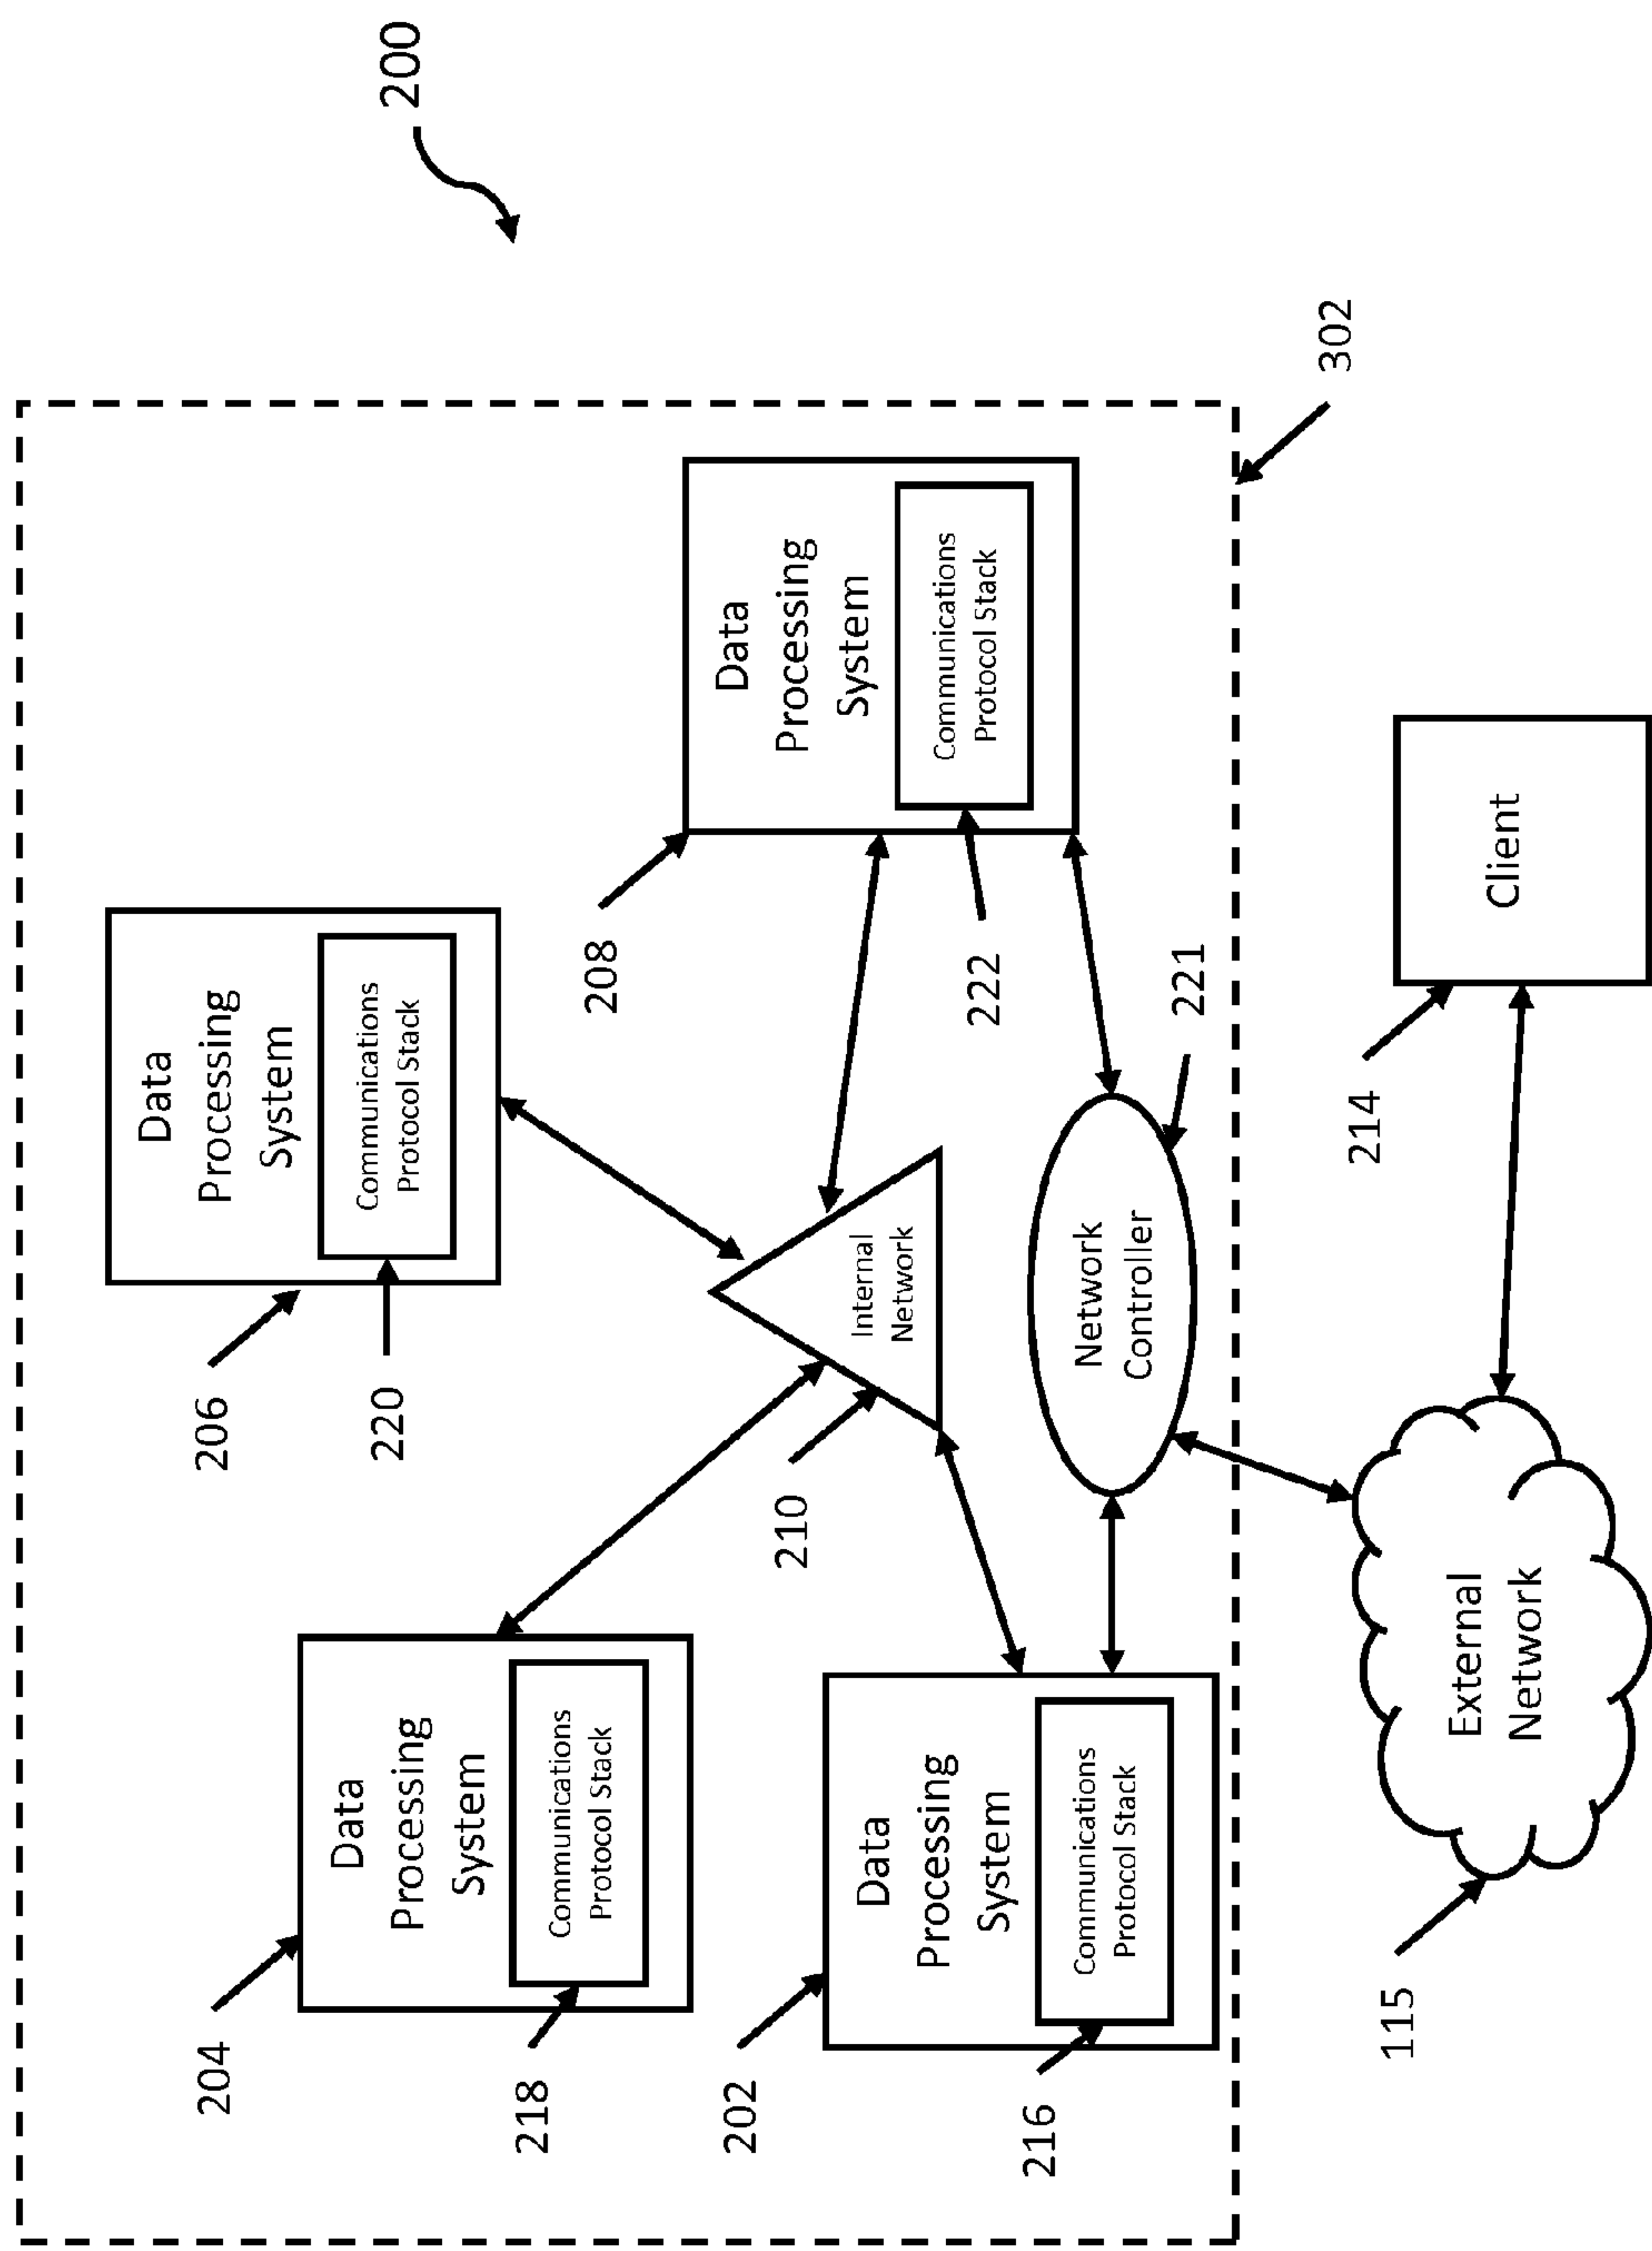 200
206
Data
Processing
System
220
Communications
Protocol Stack
204
Data
Processing
System
218
Communications
Protocol Stack
208
Data
Processing
System
222
Communications
Protocol Stack
210
Internal
Network
202
Data
Processing
System
216
Communications
Protocol Stack
Network
Controller
221
302
115
External
Network
214
Client